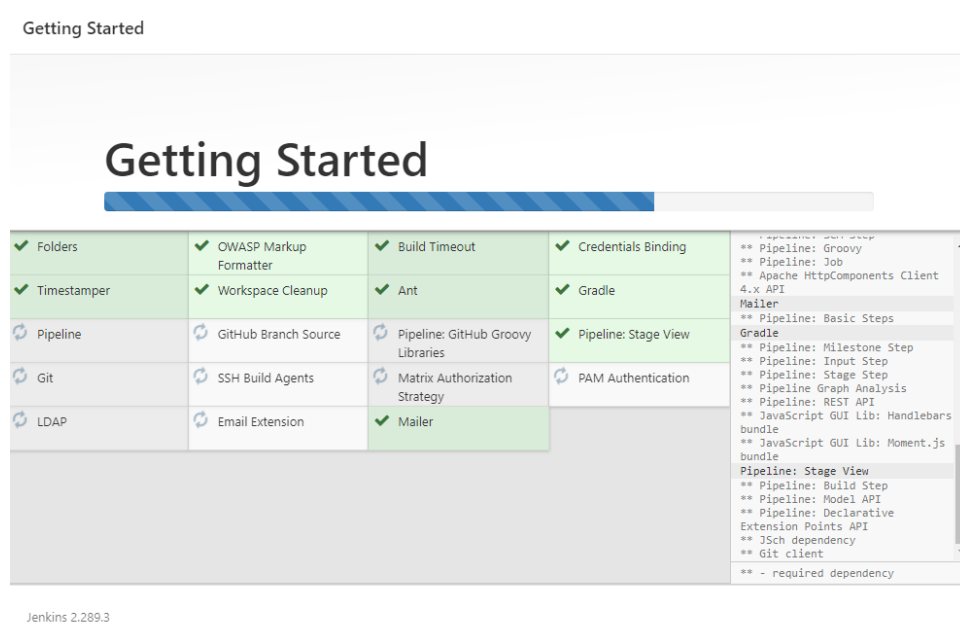 Getting Started
Getting Started
Folders
OWASP Markup
Formatter
Build Timeout
Credentials Binding
Timestamper
Workspace Cleanup
Ant
Gradle
Pipeline
GitHub Branch Source
Pipeline: GitHub Groovy
Libraries
Pipeline: Stage View
Git
SSH Build Agents
Matrix Authorization
Strategy
PAM Authentication
LDAP
Email Extension
Mailer
** Pipeline: SCM Step
** Pipeline: Groovy
** Pipeline: Job
** Apache HttpComponents Client
4.x API
Mailer
** Pipeline: Basic Steps
Gradle
** Pipeline: Milestone Step
** Pipeline: Input Step
** Pipeline: Stage Step
** Pipeline Graph Analysis
** Pipeline: REST API
** JavaScript GUI Lib: Handlebars
bundle
** JavaScript GUI Lib: Moment.js
bundle
Pipeline: Stage View
** Pipeline: Build Step
** Pipeline: Model API
** Pipeline: Declarative
Extension Points API
** JSch dependency
** Git client
** - required dependency
Jenkins 2.289.3